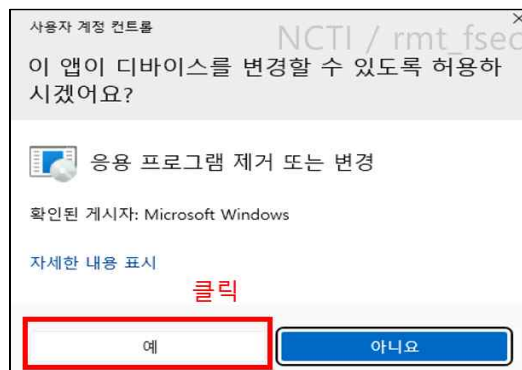 사용자 계정 컨트롤
NCTI / rmt_fsec
이 앱이 디바이스를 변경할 수 있도록 허용하
시겠어요?
응용 프로그램 제거 또는 변경
확인된 게시자: Microsoft Windows
자세한 내용 표시
클릭
예
아니요